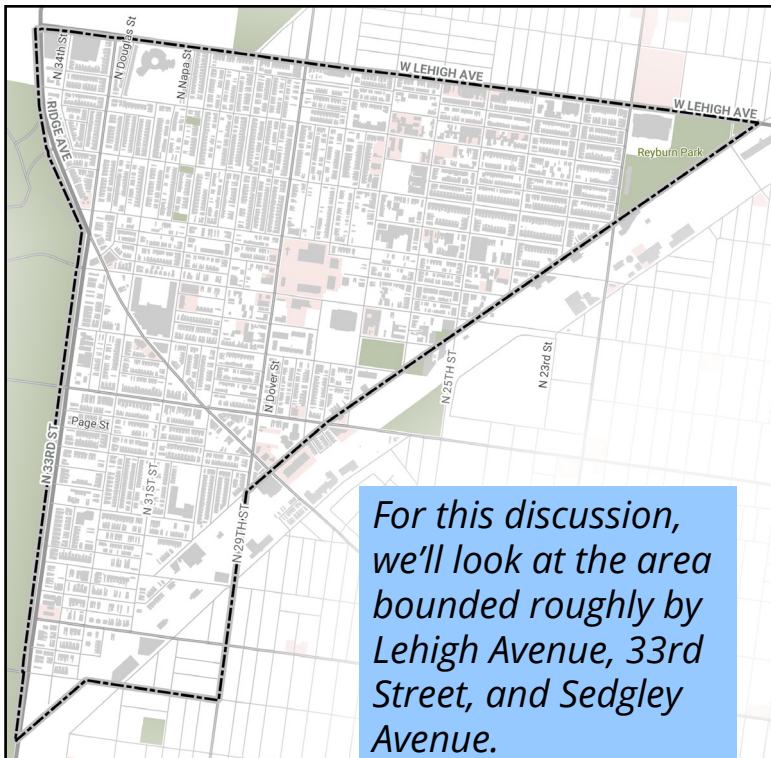 N 34th St
N Douglas St
N Napa St
W LEHIGH AVE
W LEHIGH AVE
RIDGE AVE
Reyburn Park
N Dover St
N 25TH ST
N 23rd St
Page St
N 33RD ST
N 31ST ST
N 29TH ST
For this discussion,
we’ll look at the area
bounded roughly by
Lehigh Avenue, 33rd
Street, and Sedgley
Avenue.